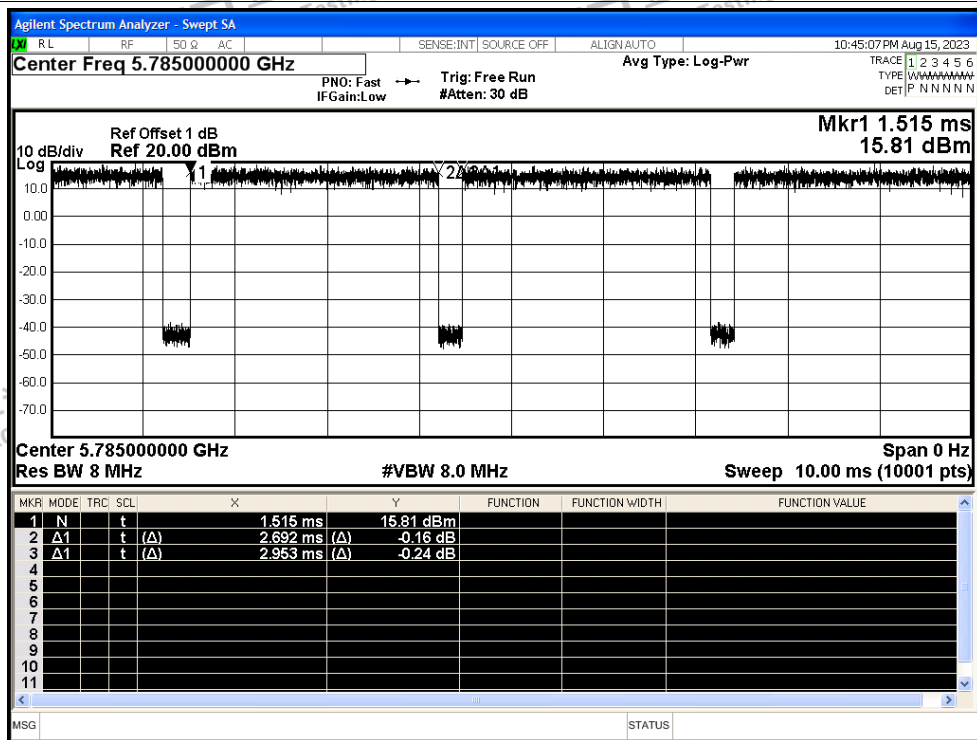 Testing
Agilent Spectrum Analyzer - Swept SA
LXI RL RF 50 Ω AC SENSE:INT SOURCE OFF ALIGN AUTO 10:45:07 PM Aug 15, 2023
Center Freq 5.785000000 GHz Avg Type: Log-Pwr TRACE 1 2 3 4 5 6
PNO: Fast Trig: Free Run TYPE WWWWWWW
IFGain:Low #Atten: 30 dB DET P N N N N N
Mkr1 1.515 ms
Ref Offset 1 dB
10 dB/div Ref 20.00 dBm 15.81 dBm
Log
10.0
0.00
-10.0
-20.0
-30.0
-40.0
-50.0
-60.0
-70.0
Center 5.785000000 GHz Span 0 Hz
Res BW 8 MHz #VBW 8.0 MHz Sweep 10.00 ms (10001 pts)
MKR MODE TRC SCL X Y FUNCTION FUNCTION WIDTH FUNCTION VALUE
1 N t 1.515 ms 15.81 dBm
2 Δ1 t (Δ) 2.692 ms (Δ) -0.16 dB
3 Δ1 t (Δ) 2.953 ms (Δ) -0.24 dB
4
5
6
7
8
9
10
11
MSG STATUS